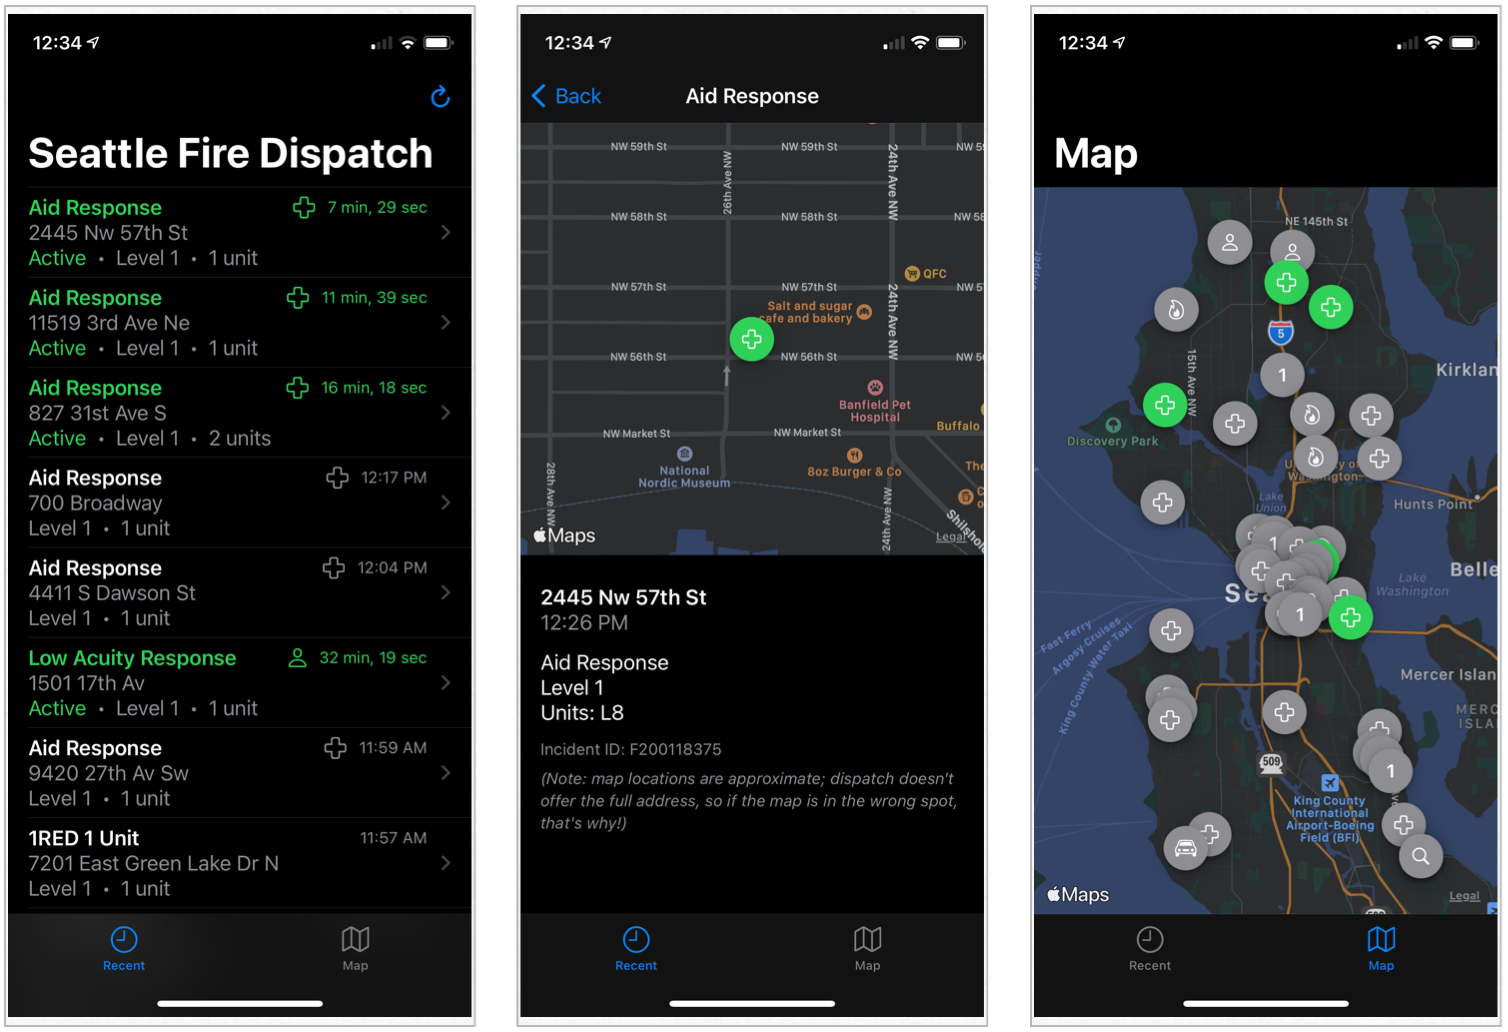 12:34
Seattle Fire Dispatch
Aid Response 7 min, 29 sec
2445 Nw 57th St
Active • Level 1 • 1 unit
Aid Response 11 min, 39 sec
11519 3rd Ave Ne
Active • Level 1 • 1 unit
Aid Response 16 min, 18 sec
827 31st Ave S
Active • Level 1 • 2 units
Aid Response 12:17 PM
700 Broadway
Level 1 • 1 unit
Aid Response 12:04 PM
4411 S Dawson St
Level 1 • 1 unit
Low Acuity Response 32 min, 19 sec
1501 17th Av
Active • Level 1 • 1 unit
Aid Response 11:59 AM
9420 27th Av Sw
Level 1 • 1 unit
1RED 1 Unit 11:57 AM
7201 East Green Lake Dr N
Level 1 • 1 unit
Recent Map
12:34
Back Aid Response
NW 59th St NW 59th St NW 5
26th Ave NW
24th Ave NW
NW 58th St NW 58th St NW 58
QFC
NW 57th St NW 57th St NW 5
Salt and sugar
cafe and bakery
24th Ave NW
NW 56th St NW 56th St NW 5
Banfield Pet
Hospital
Buffalo
NW Market St NW Market St
National
Nordic Museum
8oz Burger & Co
The
28th Ave NW
24th Ave NW
Shilsho
Maps
Legal
2445 Nw 57th St
12:26 PM
Aid Response
Level 1
Units: L8
Incident ID: F200118375
(Note: map locations are approximate; dispatch doesn't
offer the full address, so if the map is in the wrong spot,
that's why!)
Recent Map
12:34
Map
NE 145th St
5
15th Ave NW
1
Kirklan
Discovery Park
Washington
Lake
Union
Hunts Point
1
Belle
Lake
Washington
Se
1
Fast Ferry
Argosy Cruises
King County Water Taxi
Mercer Islan
MERC
ISLA
509
1
King County
International
Airport-Boeing
Field (BFI)
Maps
Legal
Recent Map